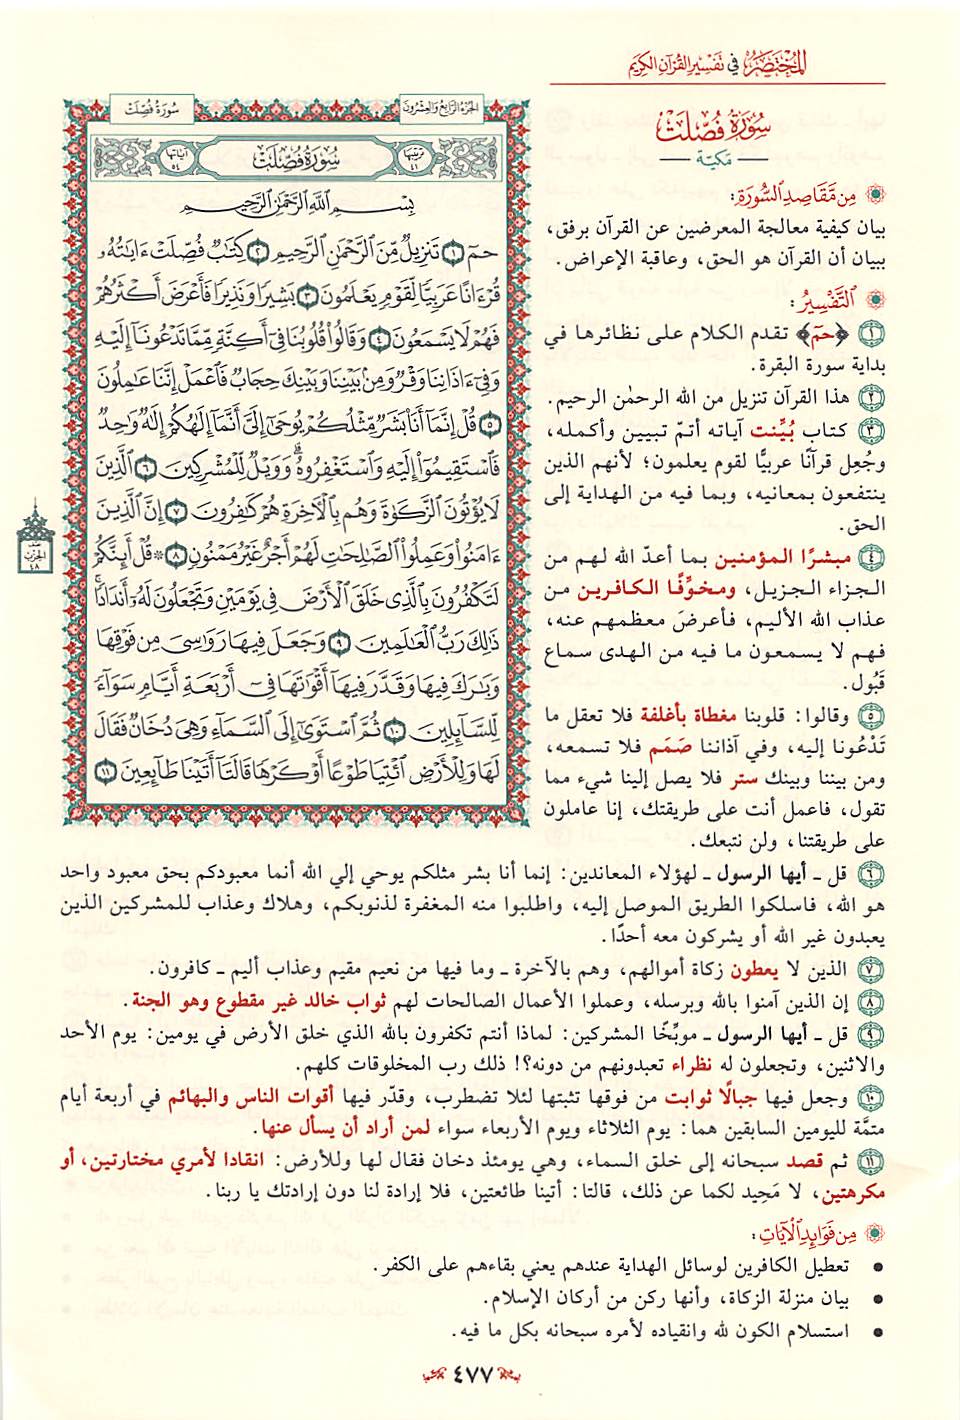 المختصر في تفسير القرآن الكريم
سورة فصلت
مكية
من مقاصد السورة:
بيان كيفية معالجة المعرضين عن القرآن برفق،
ببيان أن القرآن هو الحق، وعاقبة الإعراض.
التفسير:
١ ﴿حمٓ﴾ تقدم الكلام على نظائرها في
بداية سورة البقرة.
٢ هذا القرآن تنزيل من الله الرحمٰن الرحيم.
٣ كتاب بُيِّنت آياته أتمّ تبيين وأكمله،
وجُعِل قرآنًا عربيًّا لقوم يعلمون؛ لأنهم الذين
ينتفعون بمعانيه، وبما فيه من الهداية إلى
الحق.
٤ مبشرًا المؤمنين بما أعدّ الله لهم من
الجزاء الجزيل، ومخوِّفًا الكافرين من
عذاب الله الأليم، فأعرضَ معظمهم عنه،
فهم لا يسمعون ما فيه من الهدى سماع
قَبُول.
٥ وقالوا: قلوبنا مغطاة بأغلفة فلا تعقل ما
تَدْعُونا إليه، وفي آذاننا صَمَم فلا تسمعه،
ومن بيننا وبينك ستر فلا يصل إلينا شيء مما
تقول، فاعمل أنت على طريقتك، إنا عاملون
على طريقتنا، ولن نتبعك.
الجزء الرابع والعشرون
سورة فصلت
ترتيبها ٤١
سورة فصلت
آياتها ٥٤
بِسْمِ ٱللَّهِ ٱلرَّحْمَٰنِ ٱلرَّحِيمِ
حمٓ ١ تَنزِيلٌ مِّنَ ٱلرَّحْمَٰنِ ٱلرَّحِيمِ ٢ كِتَٰبٌ فُصِّلَتْ ءَايَٰتُهُۥ
قُرْءَانًا عَرَبِيًّا لِّقَوْمٍ يَعْلَمُونَ ٣ بَشِيرًا وَنَذِيرًا فَأَعْرَضَ أَكْثَرُهُمْ
فَهُمْ لَا يَسْمَعُونَ ٤ وَقَالُوا۟ قُلُوبُنَا فِىٓ أَكِنَّةٍ مِّمَّا تَدْعُونَآ إِلَيْهِ
وَفِىٓ ءَاذَانِنَا وَقْرٌ وَمِنۢ بَيْنِنَا وَبَيْنِكَ حِجَابٌ فَٱعْمَلْ إِنَّنَا عَٰمِلُونَ
٥ قُلْ إِنَّمَآ أَنَا۠ بَشَرٌ مِّثْلُكُمْ يُوحَىٰٓ إِلَىَّ أَنَّمَآ إِلَٰهُكُمْ إِلَٰهٌ وَٰحِدٌ
فَٱسْتَقِيمُوٓا۟ إِلَيْهِ وَٱسْتَغْفِرُوهُ ۗ وَوَيْلٌ لِّلْمُشْرِكِينَ ٦ ٱلَّذِينَ
لَا يُؤْتُونَ ٱلزَّكَوٰةَ وَهُم بِٱلْءَاخِرَةِ هُمْ كَٰفِرُونَ ٧ إِنَّ ٱلَّذِينَ
ءَامَنُوا۟ وَعَمِلُوا۟ ٱلصَّٰلِحَٰتِ لَهُمْ أَجْرٌ غَيْرُ مَمْنُونٍ ٨ ۞ قُلْ أَئِنَّكُمْ
لَتَكْفُرُونَ بِٱلَّذِى خَلَقَ ٱلْأَرْضَ فِى يَوْمَيْنِ وَتَجْعَلُونَ لَهُۥٓ أَندَادًا ۚ
ذَٰلِكَ رَبُّ ٱلْعَٰلَمِينَ ٩ وَجَعَلَ فِيهَا رَوَٰسِىَ مِن فَوْقِهَا
وَبَٰرَكَ فِيهَا وَقَدَّرَ فِيهَآ أَقْوَٰتَهَا فِىٓ أَرْبَعَةِ أَيَّامٍ سَوَآءً
لِّلسَّآئِلِينَ ١٠ ثُمَّ ٱسْتَوَىٰٓ إِلَى ٱلسَّمَآءِ وَهِىَ دُخَانٌ فَقَالَ
لَهَا وَلِلْأَرْضِ ٱئْتِيَا طَوْعًا أَوْ كَرْهًا قَالَتَآ أَتَيْنَا طَآئِعِينَ ١١
نصف
الحزب
٤٨
٦ قل ـ أيها الرسول ـ لهؤلاء المعاندين: إنما أنا بشر مثلكم يوحي إلي الله أنما معبودكم بحق معبود واحد
هو الله، فاسلكوا الطريق الموصل إليه، واطلبوا منه المغفرة لذنوبكم، وهلاك وعذاب للمشركين الذين
يعبدون غير الله أو يشركون معه أحدًا.
٧ الذين لا يعطون زكاة أموالهم، وهم بالآخرة ـ وما فيها من نعيم مقيم وعذاب أليم ـ كافرون.
٨ إن الذين آمنوا بالله وبرسله، وعملوا الأعمال الصالحات لهم ثواب خالد غير مقطوع وهو الجنة.
٩ قل ـ أيها الرسول ـ موبِّخًا المشركين: لماذا أنتم تكفرون بالله الذي خلق الأرض في يومين: يوم الأحد
والاثنين، وتجعلون له نظراء تعبدونهم من دونه؟! ذلك رب المخلوقات كلهم.
١٠ وجعل فيها جبالًا ثوابت من فوقها تثبتها لئلا تضطرب، وقدّر فيها أقوات الناس والبهائم في أربعة أيام
متمَّة لليومين السابقين هما: يوم الثلاثاء ويوم الأربعاء سواء لمن أراد أن يسأل عنها.
١١ ثم قصد سبحانه إلى خلق السماء، وهي يومئذ دخان فقال لها وللأرض: انقادا لأمري مختارتين، أو
مكرهتين، لا مَحِيد لكما عن ذلك، قالتا: أتينا طائعتين، فلا إرادة لنا دون إرادتك يا ربنا.
من فوائد الآيات:
• تعطيل الكافرين لوسائل الهداية عندهم يعني بقاءهم على الكفر.
• بيان منزلة الزكاة، وأنها ركن من أركان الإسلام.
• استسلام الكون لله وانقياده لأمره سبحانه بكل ما فيه.
٤٧٧